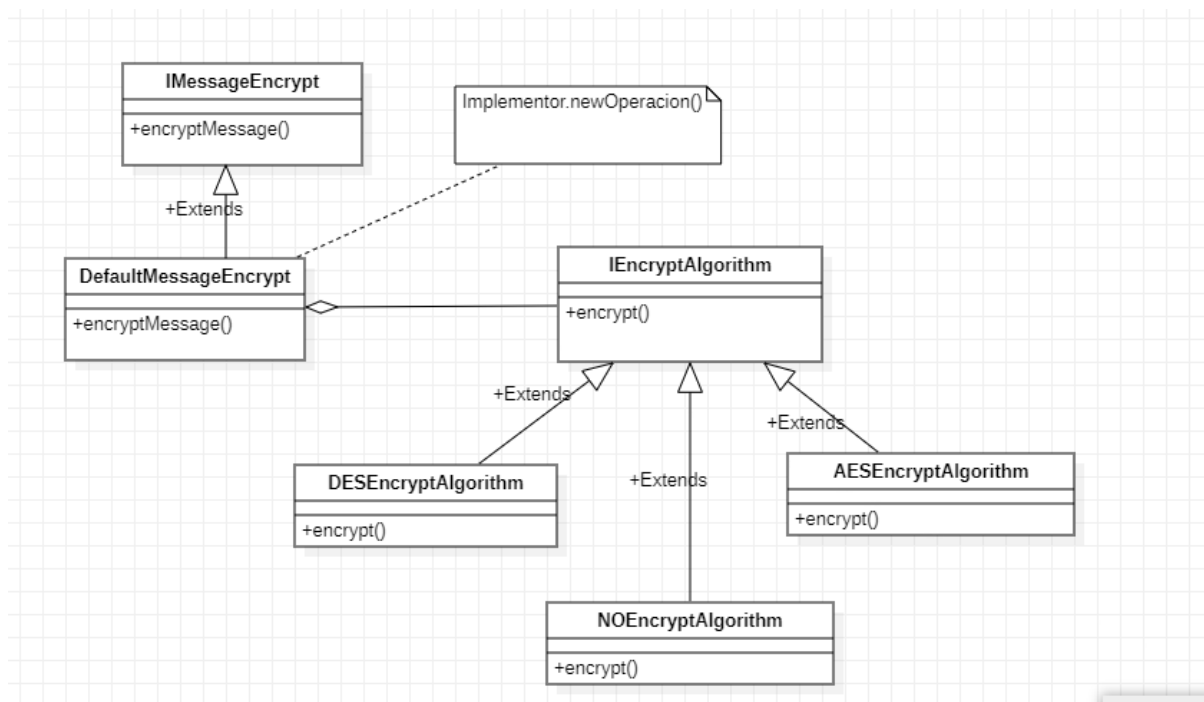 IMessageEncrypt
+encryptMessage()
Implementor.newOperacion()
+Extends
DefaultMessageEncrypt
+encryptMessage()
IEncryptAlgorithm
+encrypt()
+Extends
+Extends
+Extends
DESEncryptAlgorithm
+encrypt()
AESEncryptAlgorithm
+encrypt()
NOEncryptAlgorithm
+encrypt()